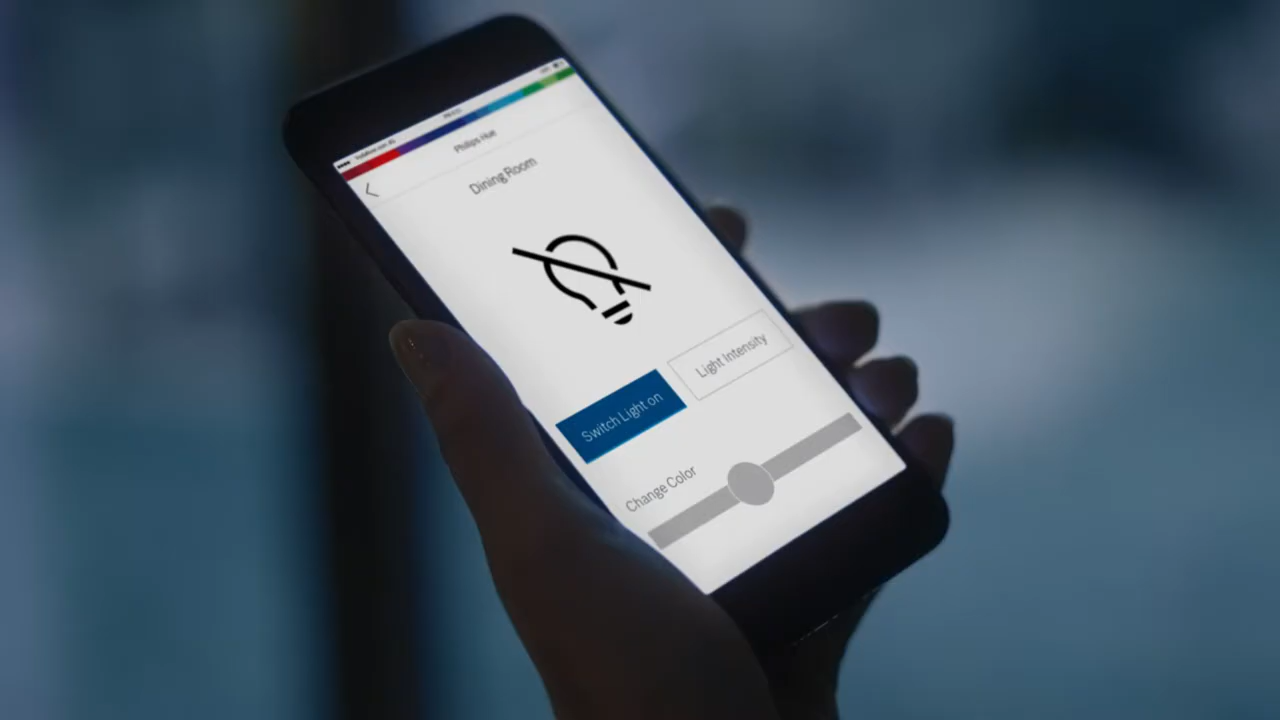 Philips Hue
Dining Room
Switch Light on
Light Intensity
Change Color